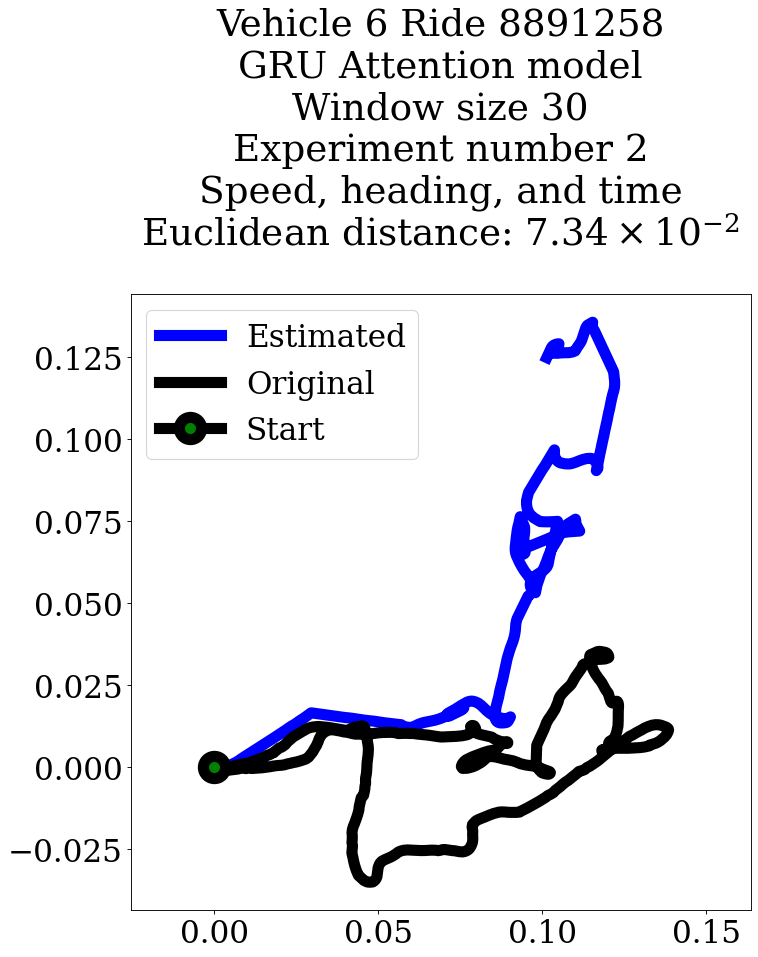 Vehicle 6 Ride 8891258
GRU Attention model
Window size 30
Experiment number 2
Speed, heading, and time
Euclidean distance: 7.34 × 10⁻²
Estimated
Original
Start
0.125
0.100
0.075
0.050
0.025
0.000
−0.025
0.00 0.05 0.10 0.15